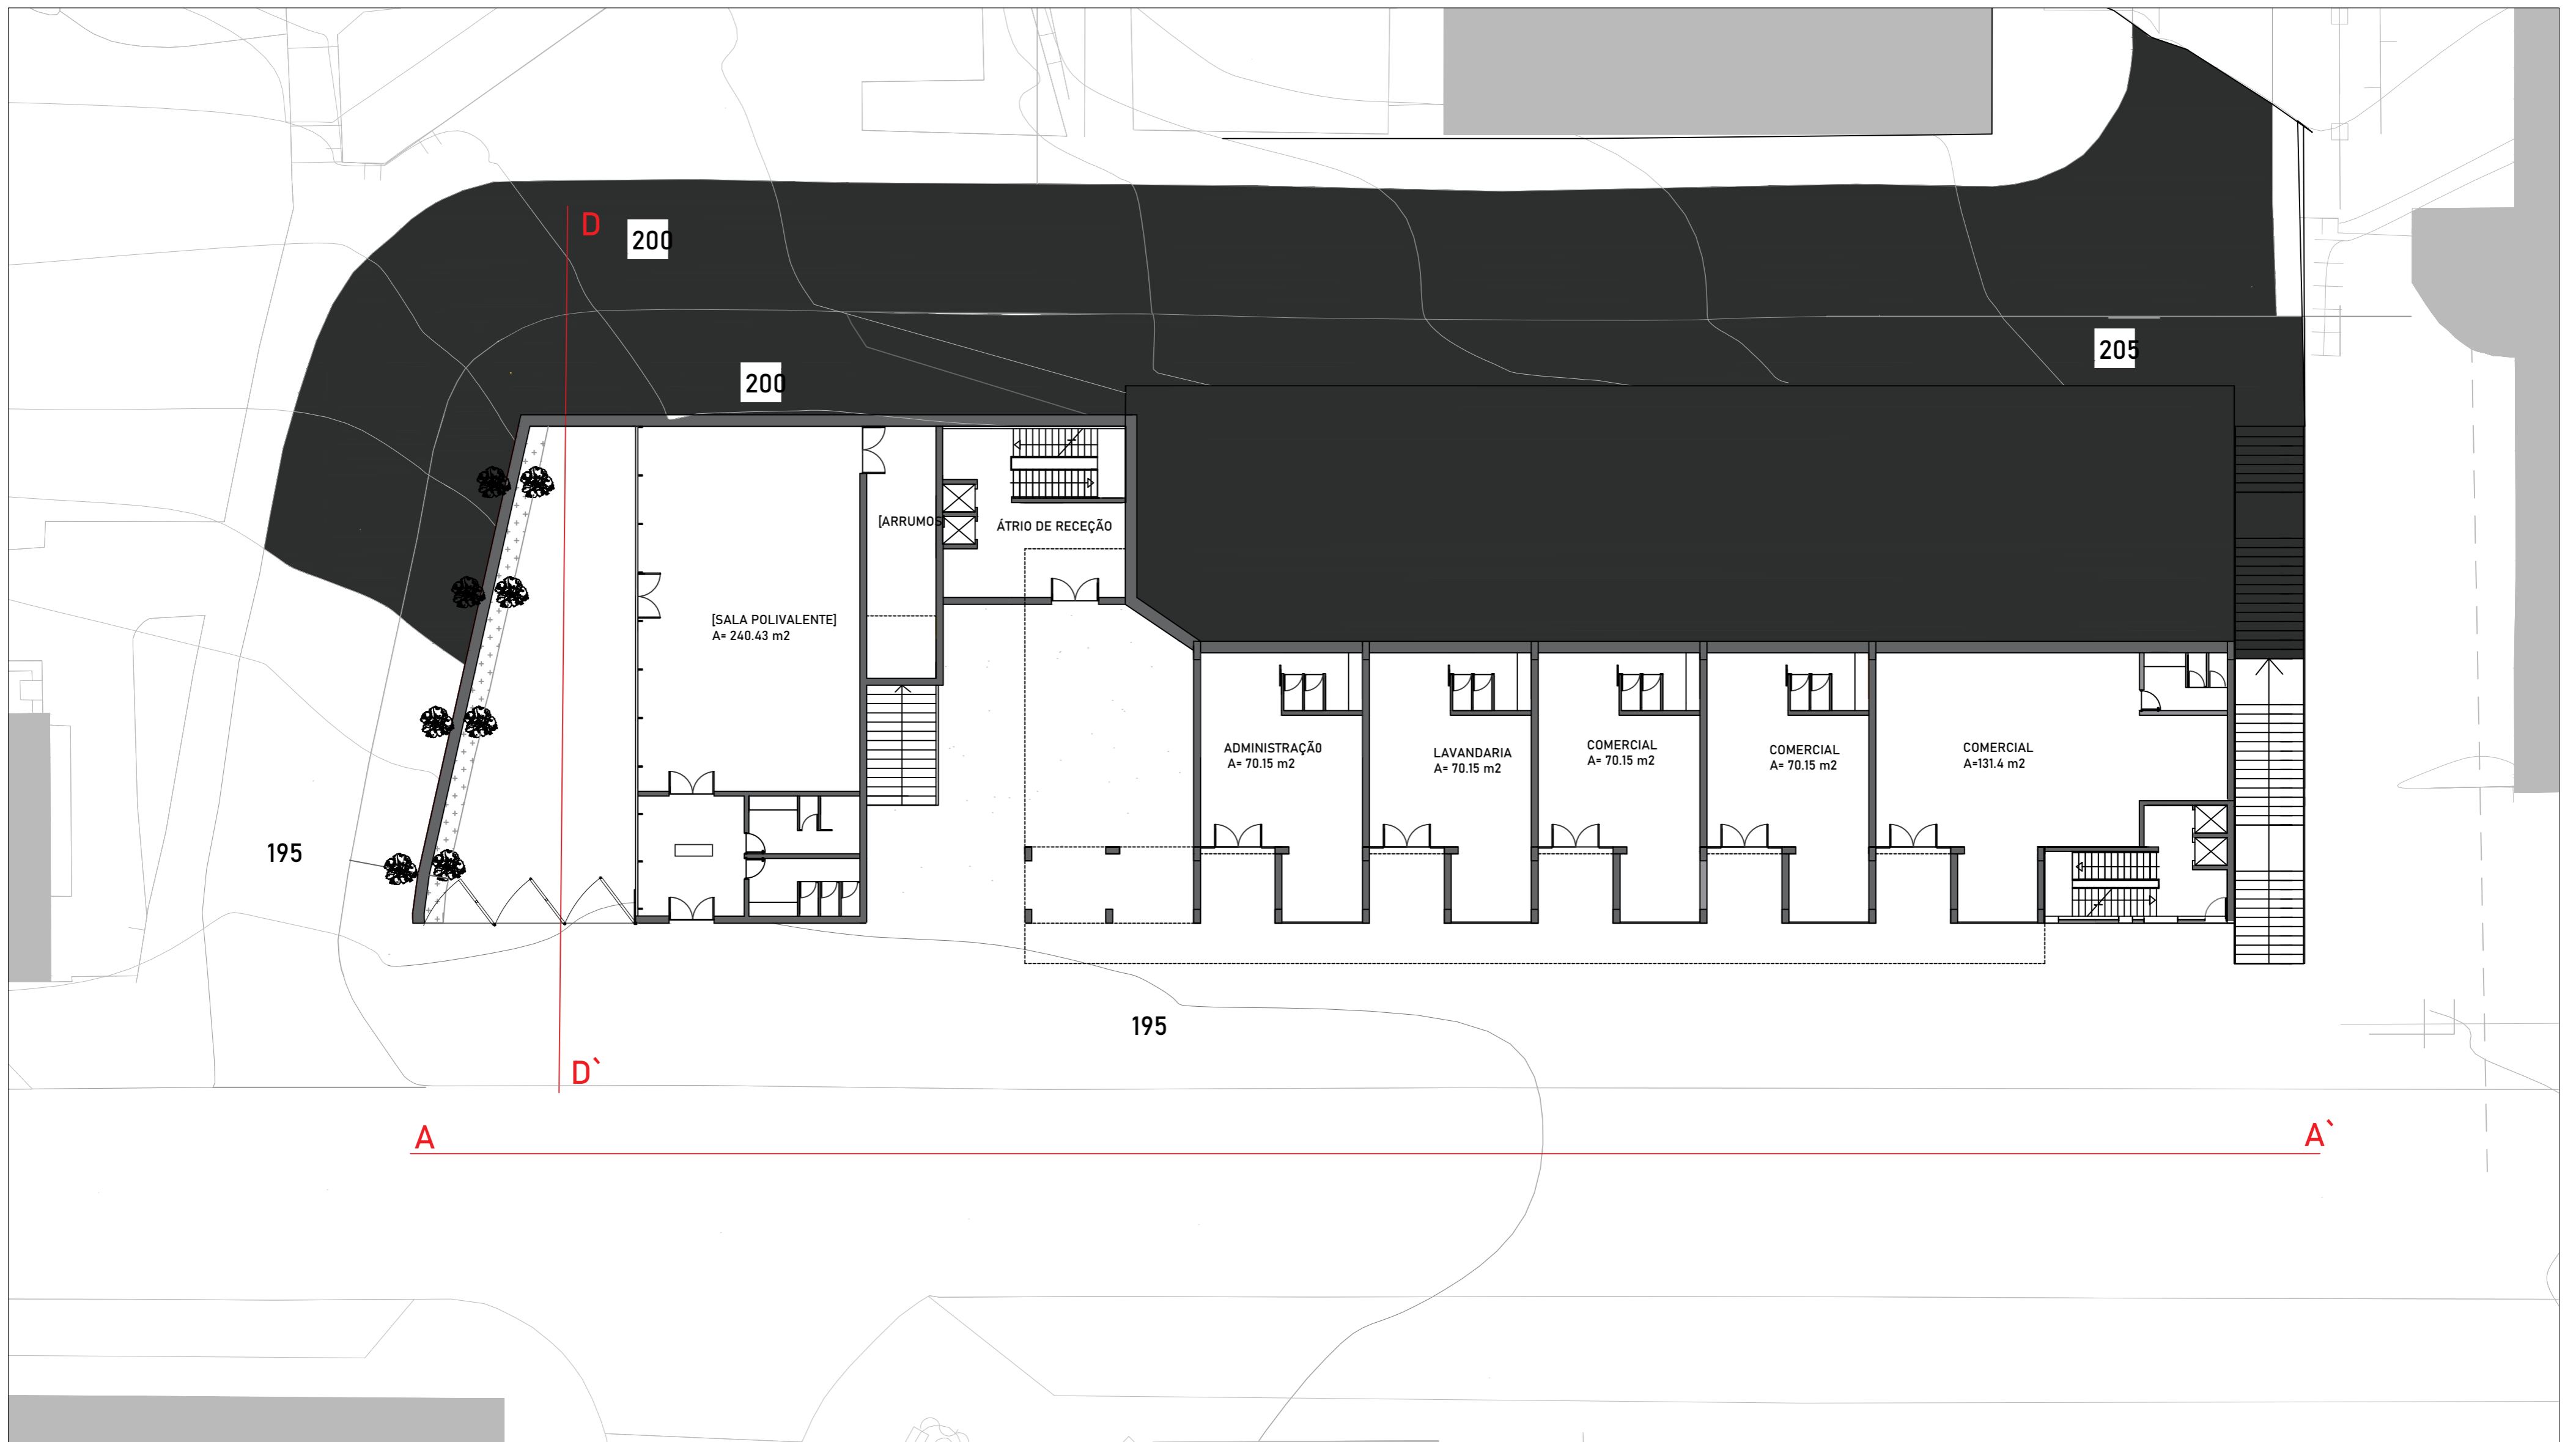 D
200
205
200
[ARRUMOS
ÁTRIO DE RECEÇÃO
[SALA POLIVALENTE]
A= 240.43 m2
ADMINISTRAÇÃO
A= 70.15 m2
LAVANDARIA
A= 70.15 m2
COMERCIAL
A= 70.15 m2
COMERCIAL
A= 70.15 m2
COMERCIAL
A=131.4 m2
195
195
D`
A
A`